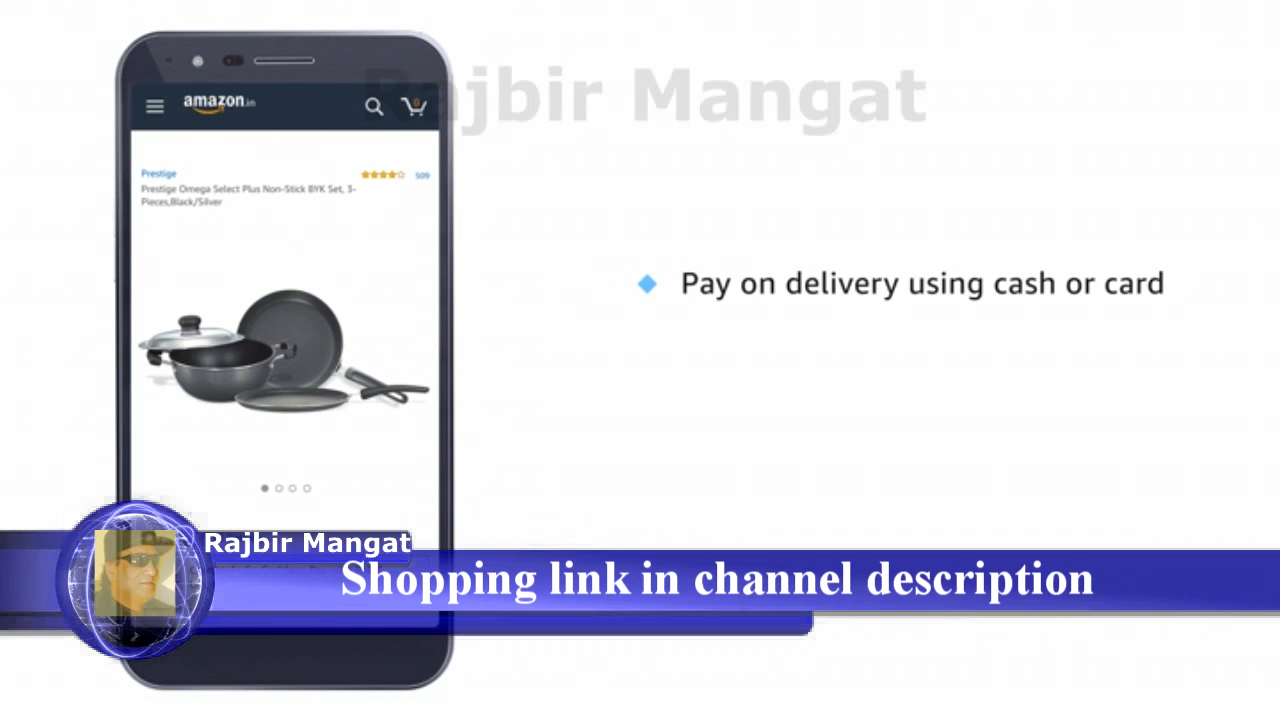 Rajbir Mangat
amazon.in
0
Prestige
509
Prestige Omega Select Plus Non-Stick BYK Set, 3-
Pieces,Black/Silver
Pay on delivery using cash or card
Rajbir Mangat
Shopping link in channel description